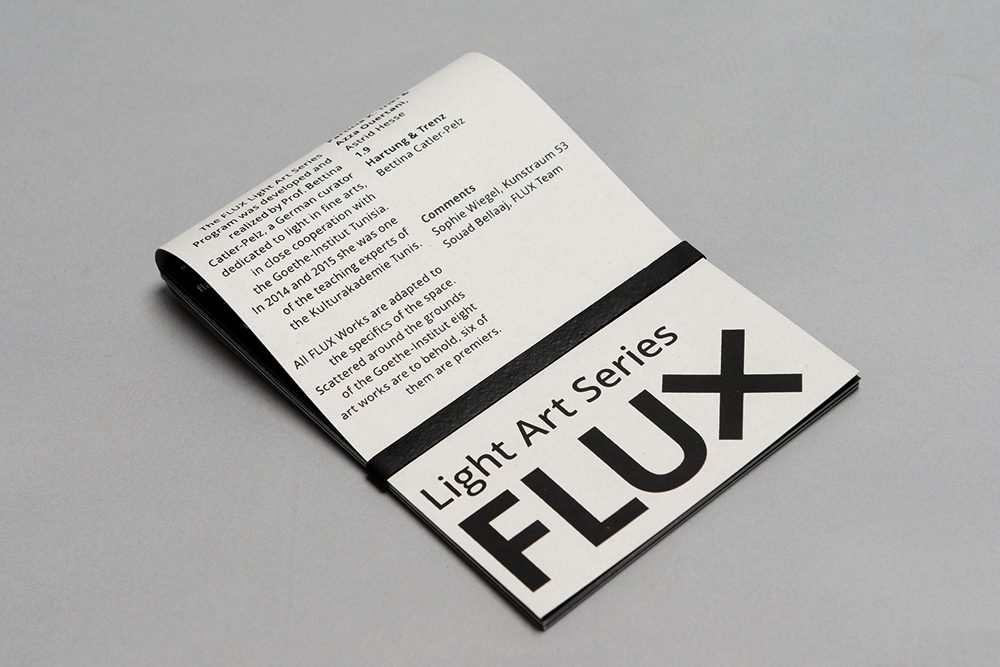 The FLUX Light Art Series
Program was developed and
realized by Prof. Bettina
Catler-Pelz, a German curator
dedicated to light in fine arts,
in close cooperation with
the Goethe-Institut Tunisia.
In 2014 and 2015 she was one
of the teaching experts of
the Kulturakademie Tunis.
All FLUX Works are adapted to
the specifics of the space.
Scattered around the grounds
of the Goethe-Institut eight
art works are to behold, six of
them are premiers.
Azza Ouertani,
Astrid Hesse
1.9
Hartung & Trenz
Bettina Catler-Pelz
Comments
Sophie Wiegel, Kunstraum 53
Souad Bellaaj, FLUX Team
Light Art Series
FLUX